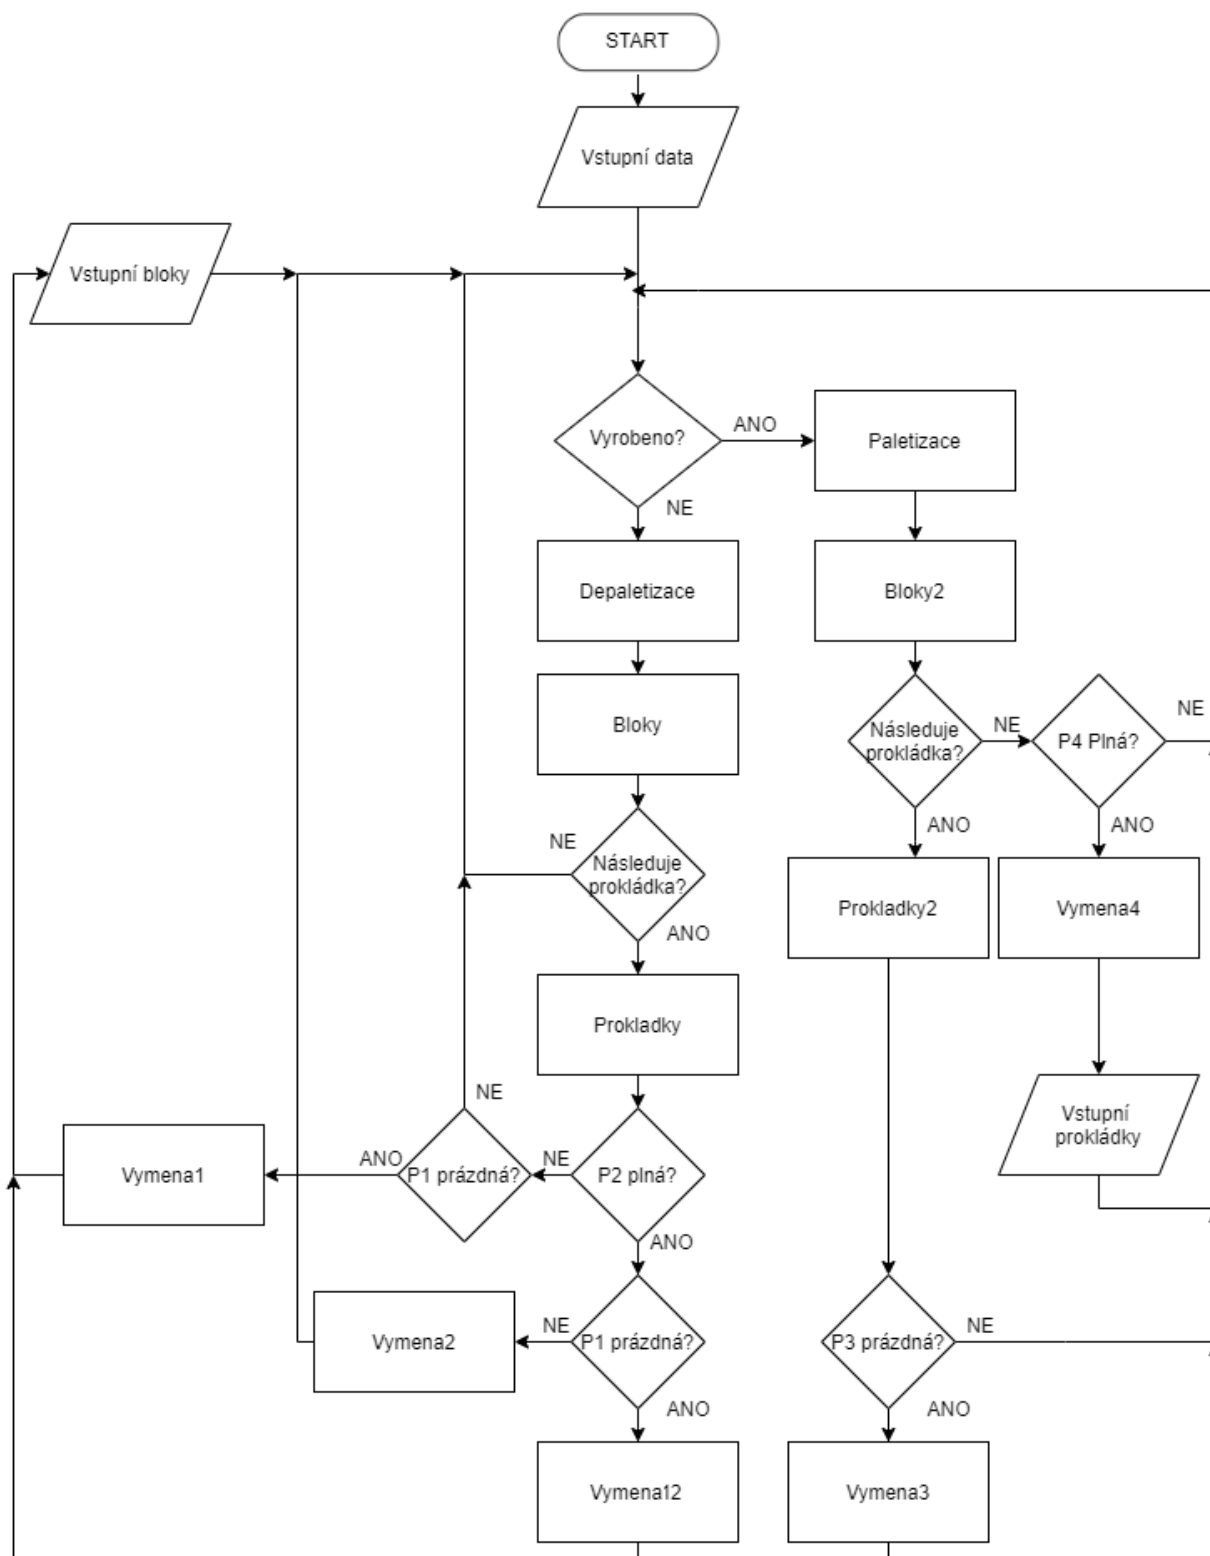 START
Vstupní data
Vstupní bloky
Vyrobeno?
ANO
Paletizace
NE
Depaletizace
Bloky2
Bloky
Následuje
prokládka?
NE
P4 Plná?
NE
NE
Následuje
prokládka?
ANO
ANO
Prokladky2
Vymena4
ANO
Prokladky
NE
Vstupní
prokládky
Vymena1
ANO
P1 prázdná?
NE
P2 plná?
ANO
Vymena2
NE
P1 prázdná?
P3 prázdná?
NE
ANO
ANO
Vymena12
Vymena3